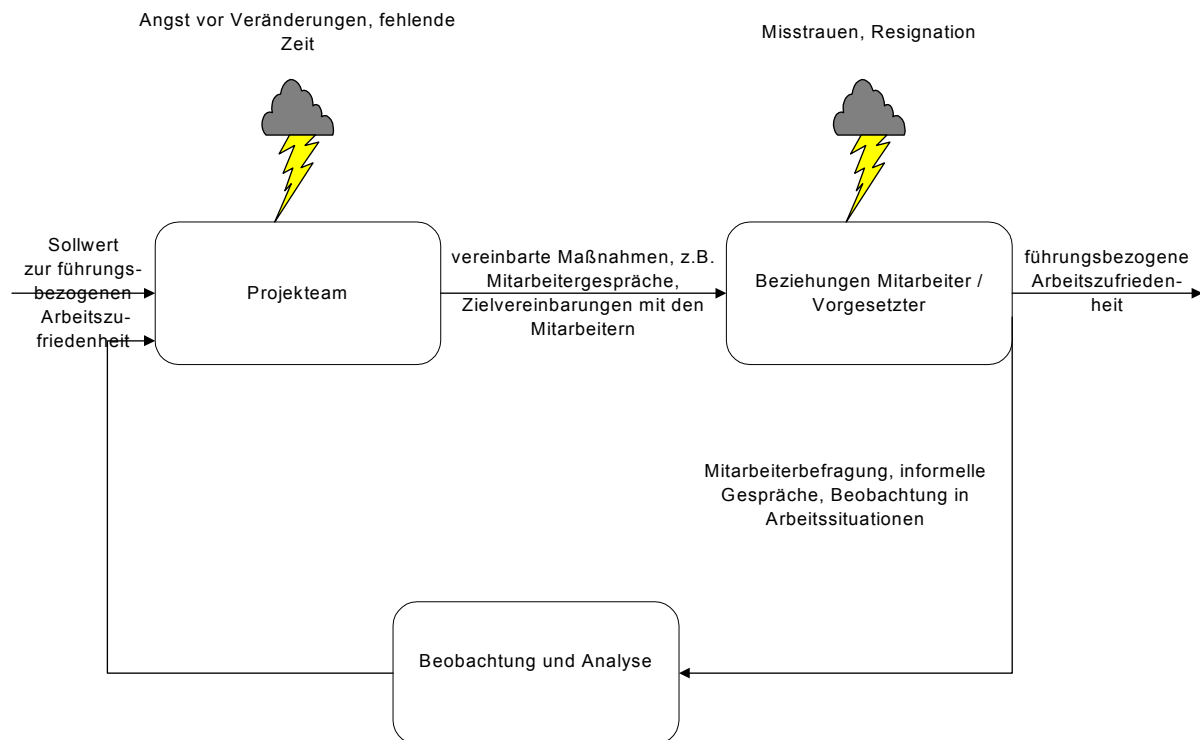 Angst vor Veränderungen, fehlende
Zeit
Misstrauen, Resignation
Sollwert
zur führungs-
bezogenen
Arbeitszu-
friedenheit
Projekteam
vereinbarte Maßnahmen, z.B.
Mitarbeitergespräche,
Zielvereinbarungen mit den
Mitarbeitern
Beziehungen Mitarbeiter /
Vorgesetzter
führungsbezogene
Arbeitszufrieden-
heit
Mitarbeiterbefragung, informelle
Gespräche, Beobachtung in
Arbeitssituationen
Beobachtung und Analyse